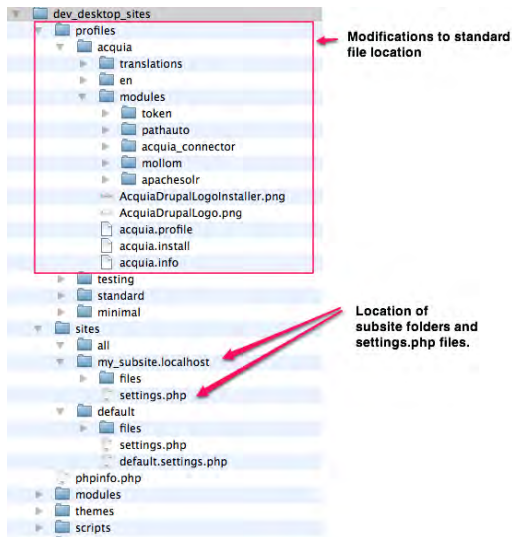 dev_desktop_sites
profiles
Modifications to standard
file location
acquia
translations
en
modules
token
pathauto
acquia_connector
mollom
apachesolr
AcquiaDrupalLogoInstaller.png
AcquiaDrupalLogo.png
acquia.profile
acquia.install
acquia.info
testing
standard
minimal
Location of
subsite folders and
settings.php files.
sites
all
my_subsite.localhost
files
settings.php
default
files
settings.php
default.settings.php
phpinfo.php
modules
themes
scripts